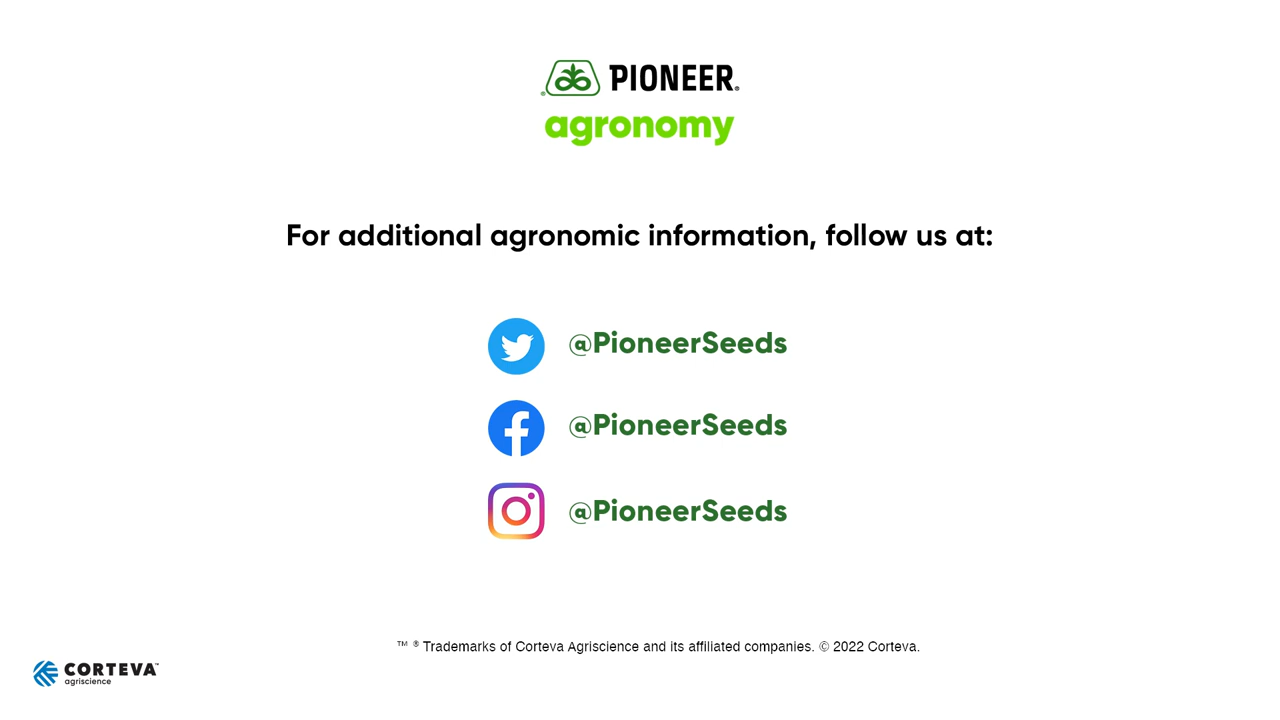 ® PIONEER®
agronomy
For additional agronomic information, follow us at:
@PioneerSeeds
@PioneerSeeds
@PioneerSeeds
™ ® Trademarks of Corteva Agriscience and its affiliated companies. © 2022 Corteva.
CORTEVA™
agriscience